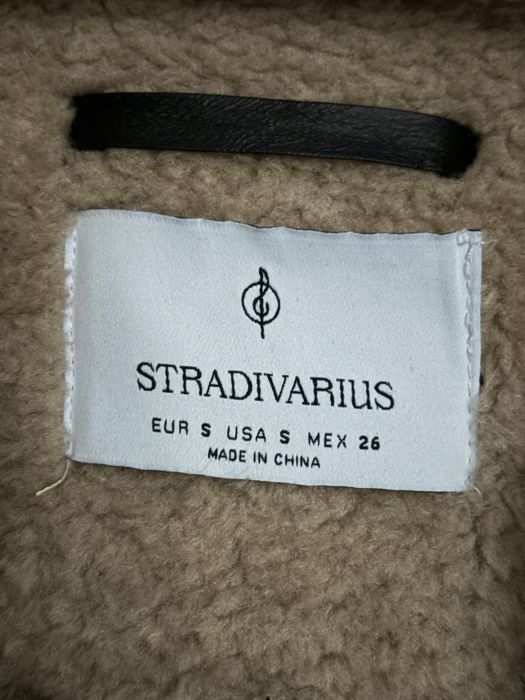 STRADIVARIUS
EUR S USA S MEX 26
MADE IN CHINA